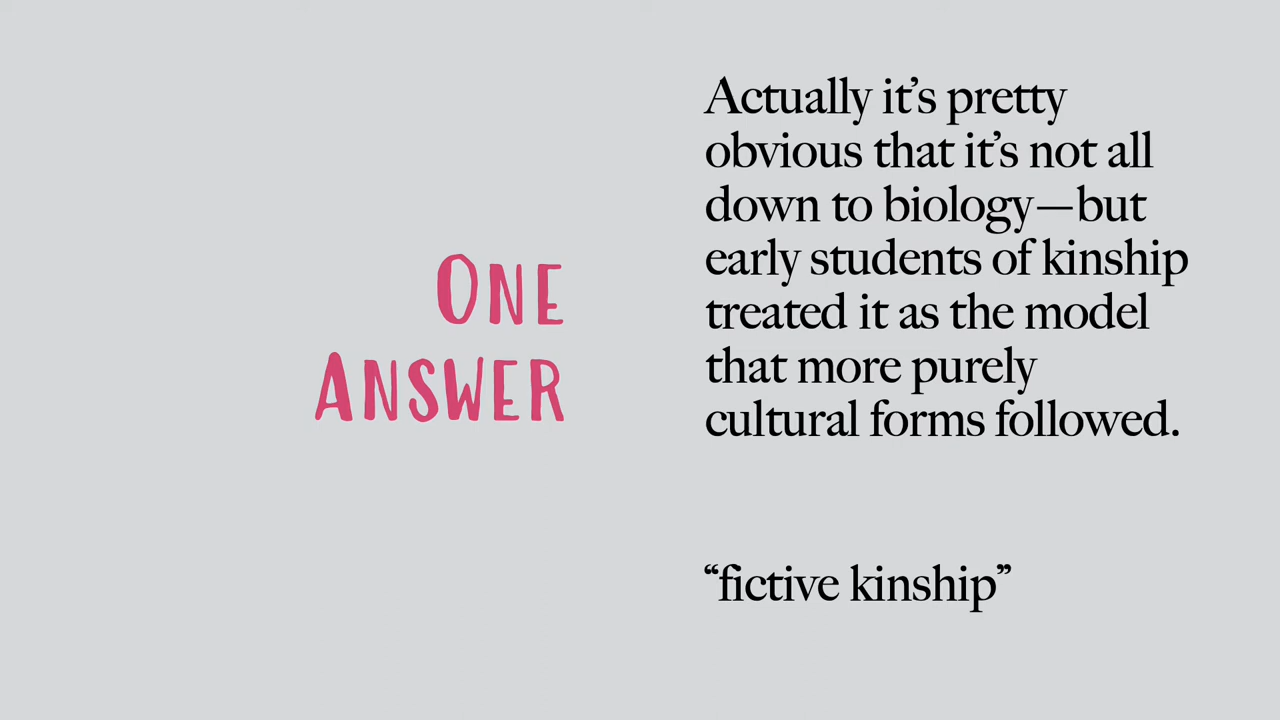 ONE
ANSWER
Actually it’s pretty
obvious that it’s not all
down to biology—but
early students of kinship
treated it as the model
that more purely
cultural forms followed.
“fictive kinship”